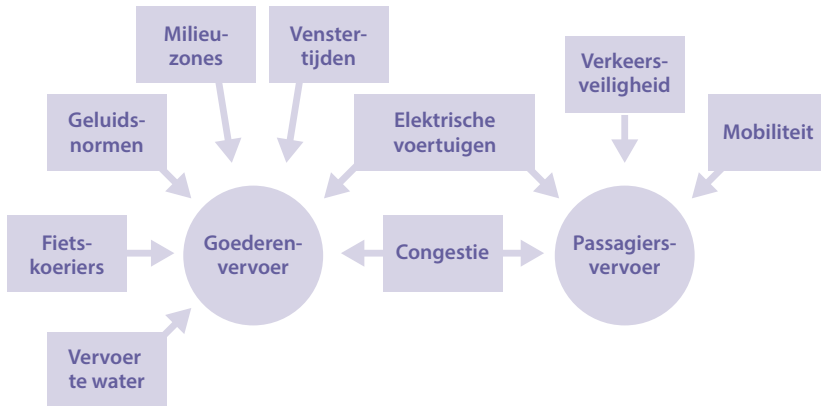 Milieu-
zones
Venster-
tijden
Verkeers-
veiligheid
Geluids-
normen
Elektrische
voertuigen
Mobiliteit
Fiets-
koeriers
Goederen-
vervoer
Congestie
Passagiers-
vervoer
Vervoer
te water